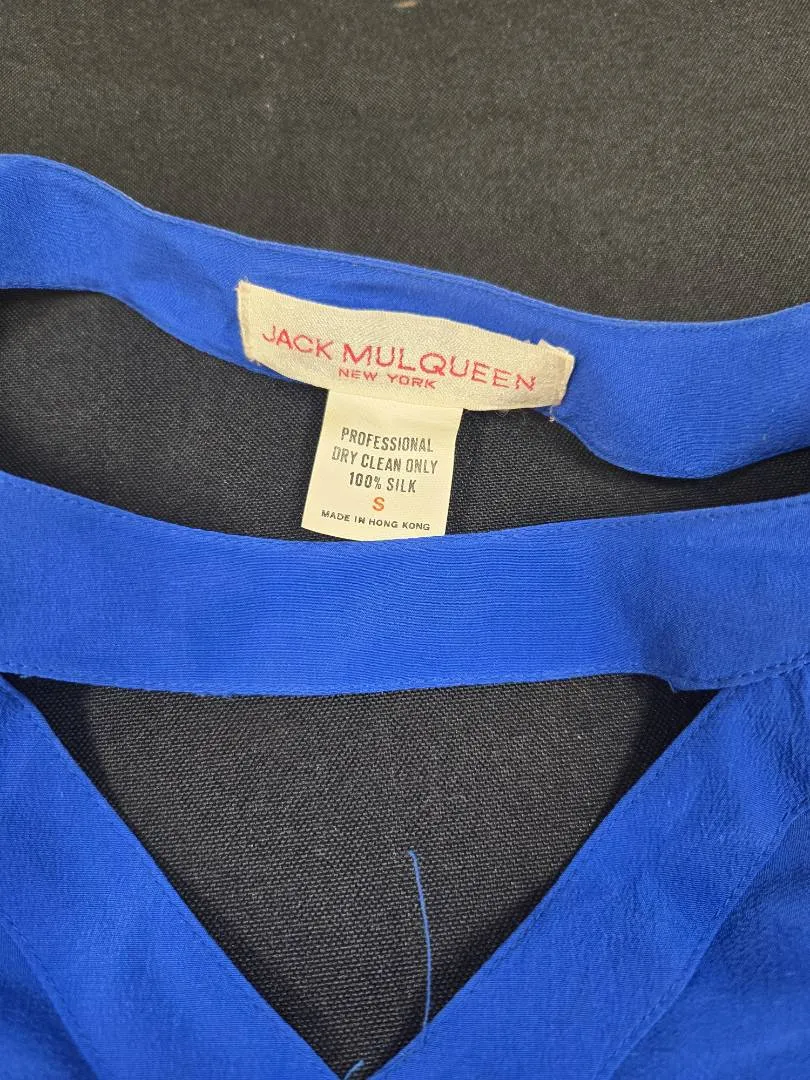 JACK MULQUEEN
NEW YORK
PROFESSIONAL
DRY CLEAN ONLY
100% SILK
S
MADE IN HONG KONG